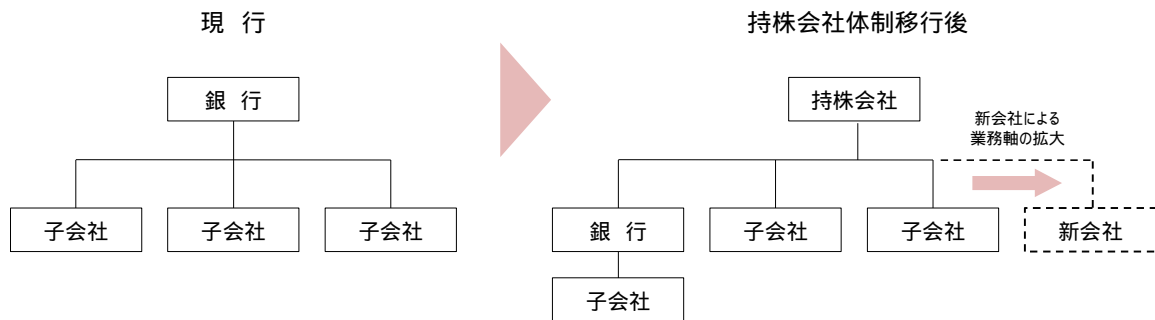 現 行
銀 行
子会社
子会社
子会社
持株会社体制移行後
持株会社
新会社による
業務軸の拡大
銀 行
子会社
子会社
新会社
子会社